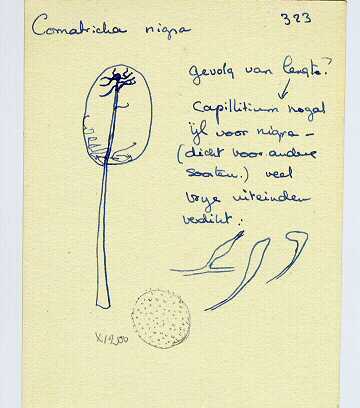 Comatricha nigra
323
gevolg van lengte?
Capillitium nogal
ijl voor nigra -
(dicht voor andere
soorten.) veel
vrije uiteinden
verdikt:
X1200